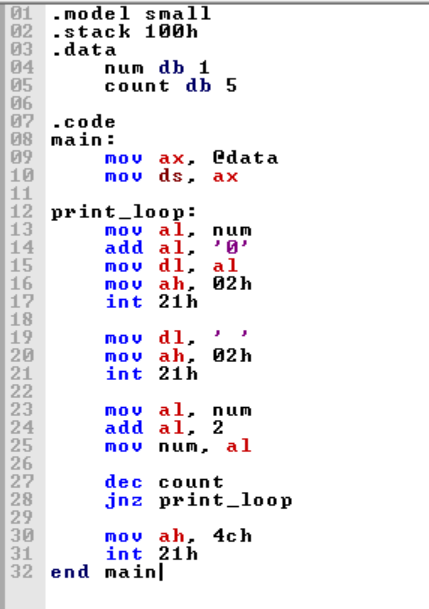 01 .model small
02 .stack 100h
03 .data
04     num db 1
05     count db 5
06
07 .code
08 main:
09     mov ax, @data
10     mov ds, ax
11
12 print_loop:
13     mov al, num
14     add al, '0'
15     mov dl, al
16     mov ah, 02h
17     int 21h
18
19     mov dl, ' '
20     mov ah, 02h
21     int 21h
22
23     mov al, num
24     add al, 2
25     mov num, al
26
27     dec count
28     jnz print_loop
29
30     mov ah, 4ch
31     int 21h
32 end main